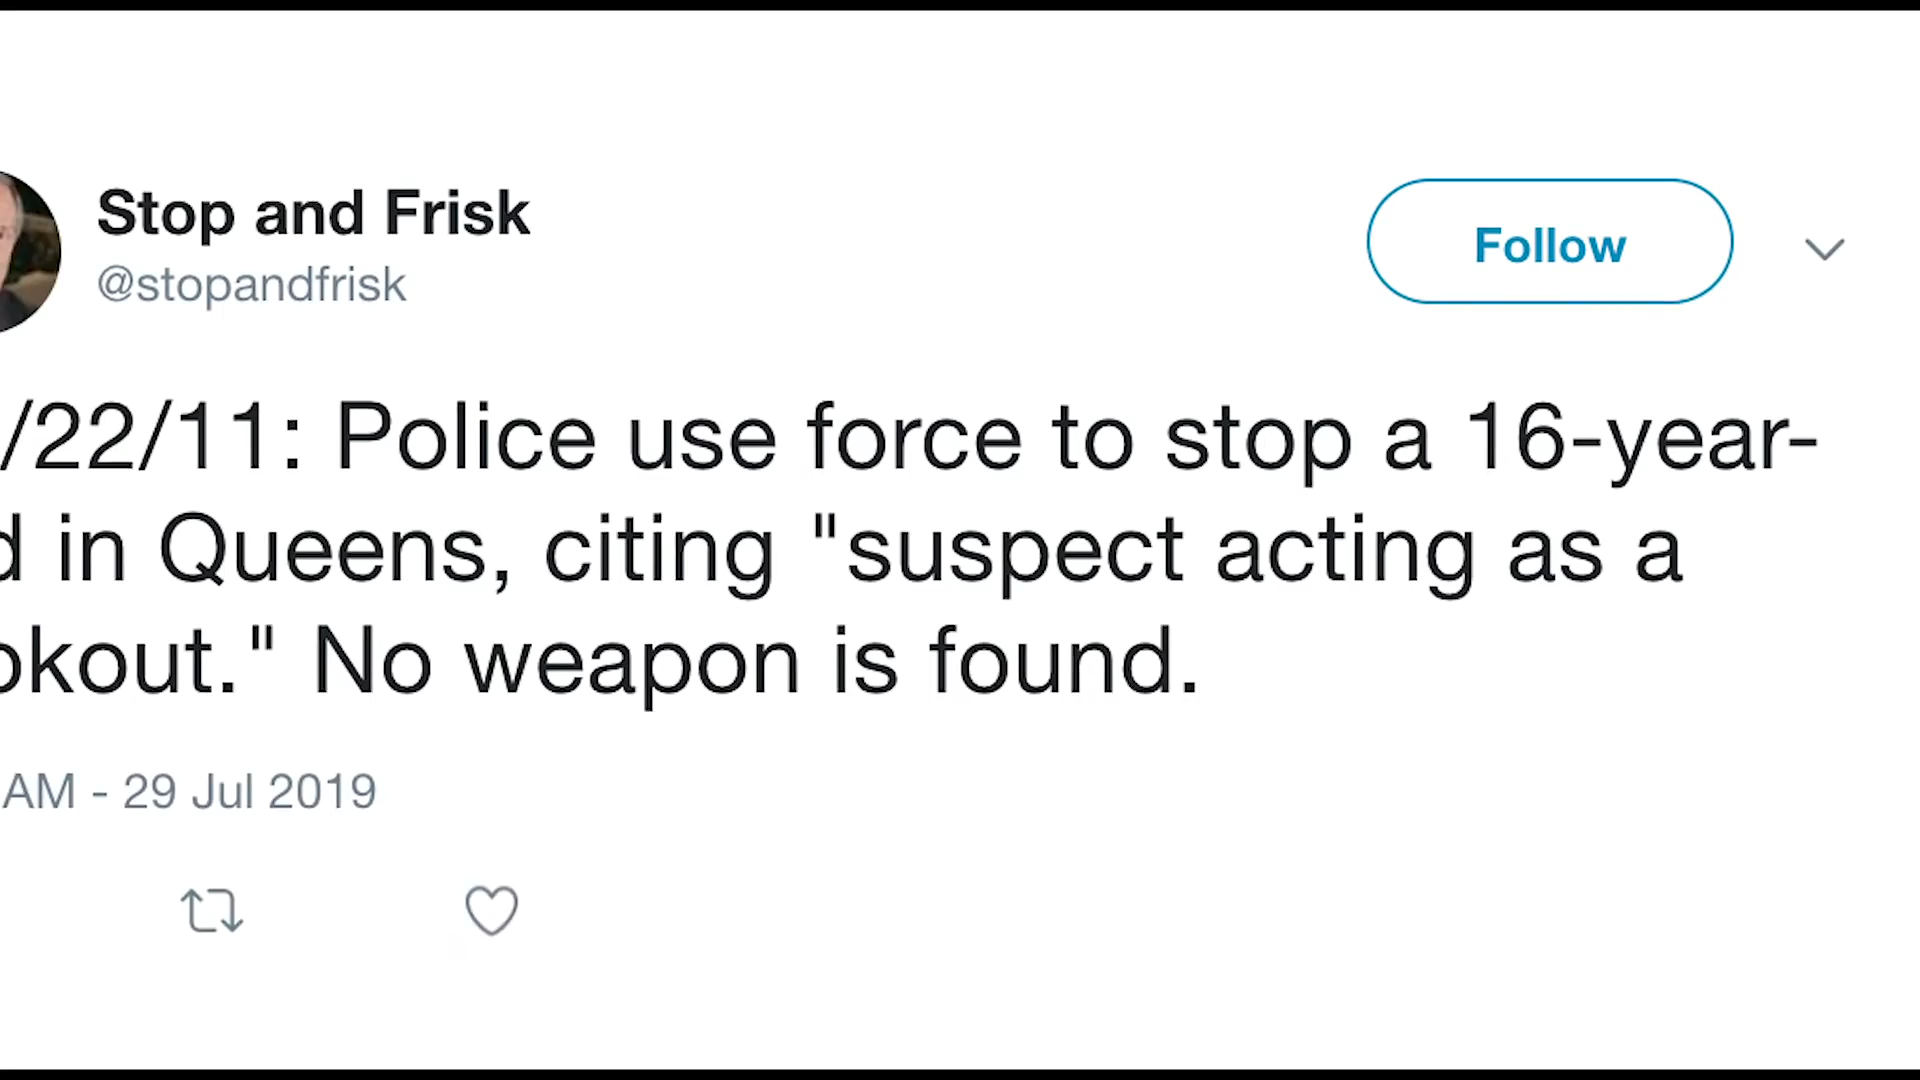 Stop and Frisk
@stopandfrisk
Follow
/22/11: Police use force to stop a 16-year-
d in Queens, citing "suspect acting as a
okout." No weapon is found.
AM - 29 Jul 2019